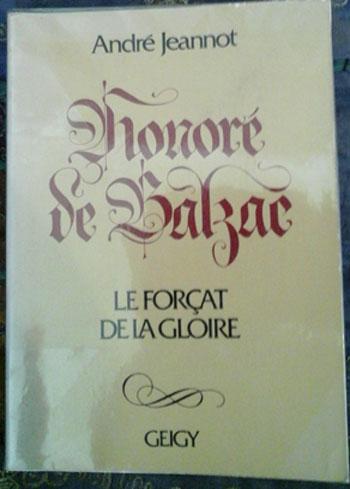 André Jeannot
Honoré
de Balzac
LE FORÇAT
DE LA GLOIRE
GEIGY